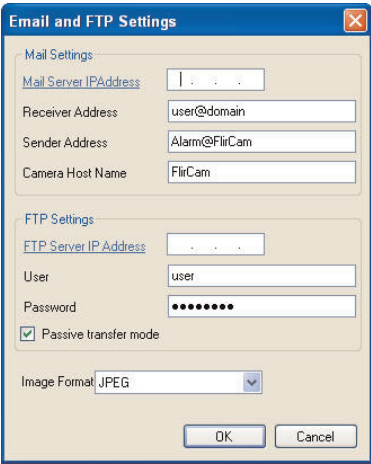 Email and FTP Settings
Mail Settings
Mail Server IPAddress . . .
Receiver Address user@domain
Sender Address Alarm@FlirCam
Camera Host Name FlirCam
FTP Settings
FTP Server IP Address . . .
User user
Password ●●●●●●●●
Passive transfer mode
Image Format JPEG
OK Cancel